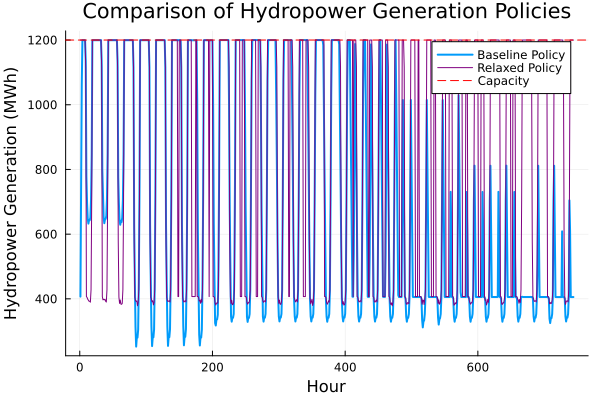 Comparison of Hydropower Generation Policies
Hydropower Generation (MWh)
1200
1000
800
600
400
Baseline Policy
Relaxed Policy
Capacity
0
200
400
600
Hour